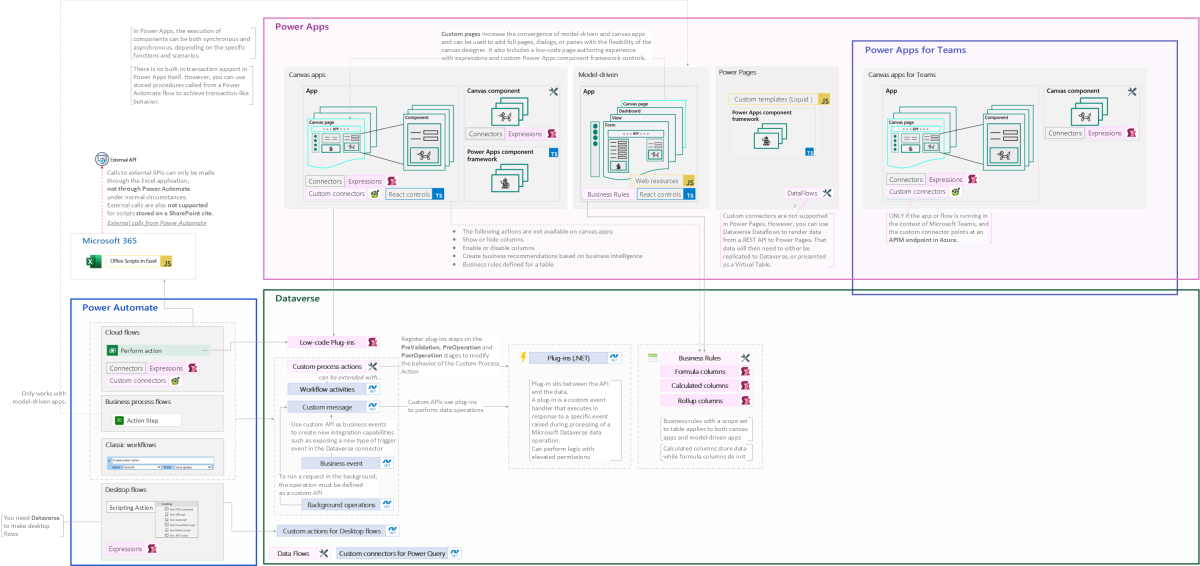 Power Apps
In Power Apps, the execution of
components can be both synchronous and
asynchronous, depending on the specific
functions and scenarios.
There is no built-in transaction support in
Power Apps itself. However, you can use
stored procedures called from a Power
Automate flow to achieve transaction-like
behavior.
Custom pages increase the convergence of model-driven and canvas apps
and can be used to add full pages, dialogs, or panes with the flexibility of the
canvas designer. It also includes a low-code page authoring experience
with expressions and custom Power Apps component framework controls.
Power Apps for Teams
Canvas apps
App
Canvas page
APP
Component
Connectors
Expressions
Custom connectors
React controls
TS
Canvas component
Connectors
Expressions
Power Apps component
framework
TS
Model-driven
App
Canvas page
Dashboard
View
Form
APP
Web resources
JS
Business Rules
React controls
TS
Power Pages
Custom templates (Liquid )
JS
Power Apps component
framework
TS
DataFlows
Custom connectors are not supported
in Power Pages. However, you can use
Dataverse Dataflows to render data
from a REST API to Power Pages. That
data will then need to either be
replicated to Dataverse, or presented
as a Virtual Table.
Canvas apps for Teams
App
Canvas page
APP
Component
Connectors
Expressions
Custom connectors
Canvas component
Connectors
Expressions
ONLY if the app or flow is running in
the context of Microsoft Teams, and
the custom connector points at an
APIM endpoint in Azure.
• The following actions are not available on canvas apps:
• Show or hide columns
• Enable or disable columns
• Create business recommendations based on business intelligence
• Business rules defined for a table
External API
Calls to external APIs can only be made
through the Excel application,
not through Power Automate
under normal circumstances.
External calls are also not supported
for scripts stored on a SharePoint site.
External calls from Power Automate
Microsoft 365
Office Scripts in Excel
JS
Power Automate
Cloud flows
Perform action
Connectors
Expressions
Custom connectors
Business process flows
Action Step
Classic workflows
Desktop flows
Scripting Action
Expressions
Only works with
model-driven apps.
You need Dataverse
to make desktop
flows
Dataverse
Low-code Plug-ins
Custom process actions
can be extended with...
Workflow activities
.NET
Custom message
.NET
Use custom API as business events
to create new integration capabilities
such as exposing a new type of trigger
event in the Dataverse connector
Business event
.NET
To run a request in the background,
the operation must be defined
as a custom API
Background operations
.NET
Custom actions for Desktop flows
.NET
Data Flows
Custom connectors for Power Query
.NET
Register plug-ins steps on the
PreValidation, PreOperation and
PostOperation stages to modify
the behavior of the Custom Process
Action
Custom APIs use plug-ins
to perform data operations
Plug-ins (.NET)
.NET
Plug-in sits between the API
and the data.
A plug-in is a custom event
handler that executes in
response to a specific event
raised during processing of a
Microsoft Dataverse data
operation.
Can perform logic with
elevated permissions
Business Rules
Formula columns
Calculated columns
Rollup columns
Business rules with a scope set
to table applies to both canvas
apps and model-driven apps
Calculated columns store data
while formula columns do not